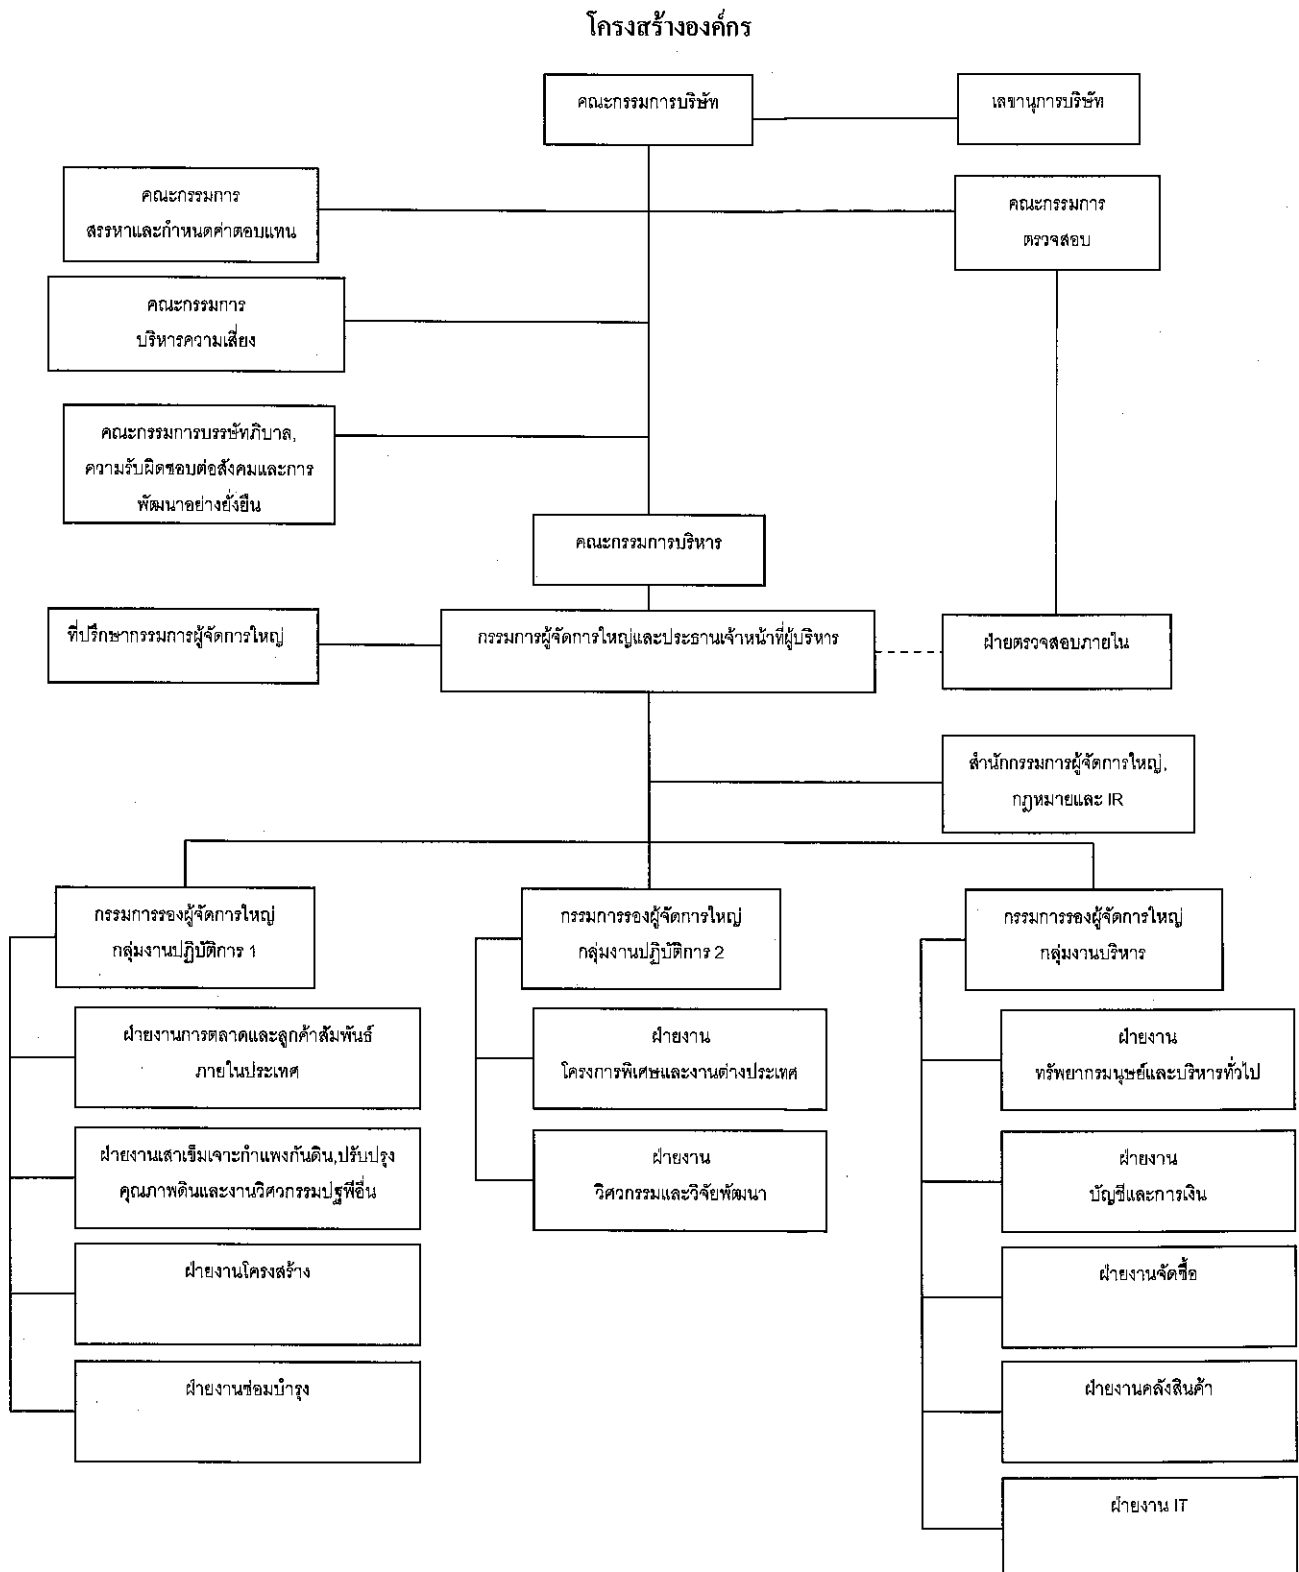 โครงสร้างองค์กร
คณะกรรมการบริษัท
เลขานุการบริษัท
คณะกรรมการ
สรรหาและกำหนดค่าตอบแทน
คณะกรรมการ
ตรวจสอบ
คณะกรรมการ
บริหารความเสี่ยง
คณะกรรมการบรรษัทภิบาล,
ความรับผิดชอบต่อสังคมและการ
พัฒนาอย่างยั่งยืน
คณะกรรมการบริหาร
ที่ปรึกษากรรมการผู้จัดการใหญ่
กรรมการผู้จัดการใหญ่และประธานเจ้าหน้าที่ผู้บริหาร
ฝ่ายตรวจสอบภายใน
สำนักกรรมการผู้จัดการใหญ่,
กฎหมายและ IR
กรรมการรองผู้จัดการใหญ่
กลุ่มงานปฏิบัติการ 1
กรรมการรองผู้จัดการใหญ่
กลุ่มงานปฏิบัติการ 2
กรรมการรองผู้จัดการใหญ่
กลุ่มงานบริหาร
ฝ่ายงานการตลาดและลูกค้าสัมพันธ์
ภายในประเทศ
ฝ่ายงาน
โครงการพิเศษและงานต่างประเทศ
ฝ่ายงาน
ทรัพยากรมนุษย์และบริหารทั่วไป
ฝ่ายงานเสาเข็มเจาะกำแพงกันดิน,ปรับปรุง
คุณภาพดินและงานวิศวกรรมปฐพีอื่น
ฝ่ายงาน
วิศวกรรมและวิจัยพัฒนา
ฝ่ายงาน
บัญชีและการเงิน
ฝ่ายงานโครงสร้าง
ฝ่ายงานจัดซื้อ
ฝ่ายงานซ่อมบำรุง
ฝ่ายงานคลังสินค้า
ฝ่ายงาน IT